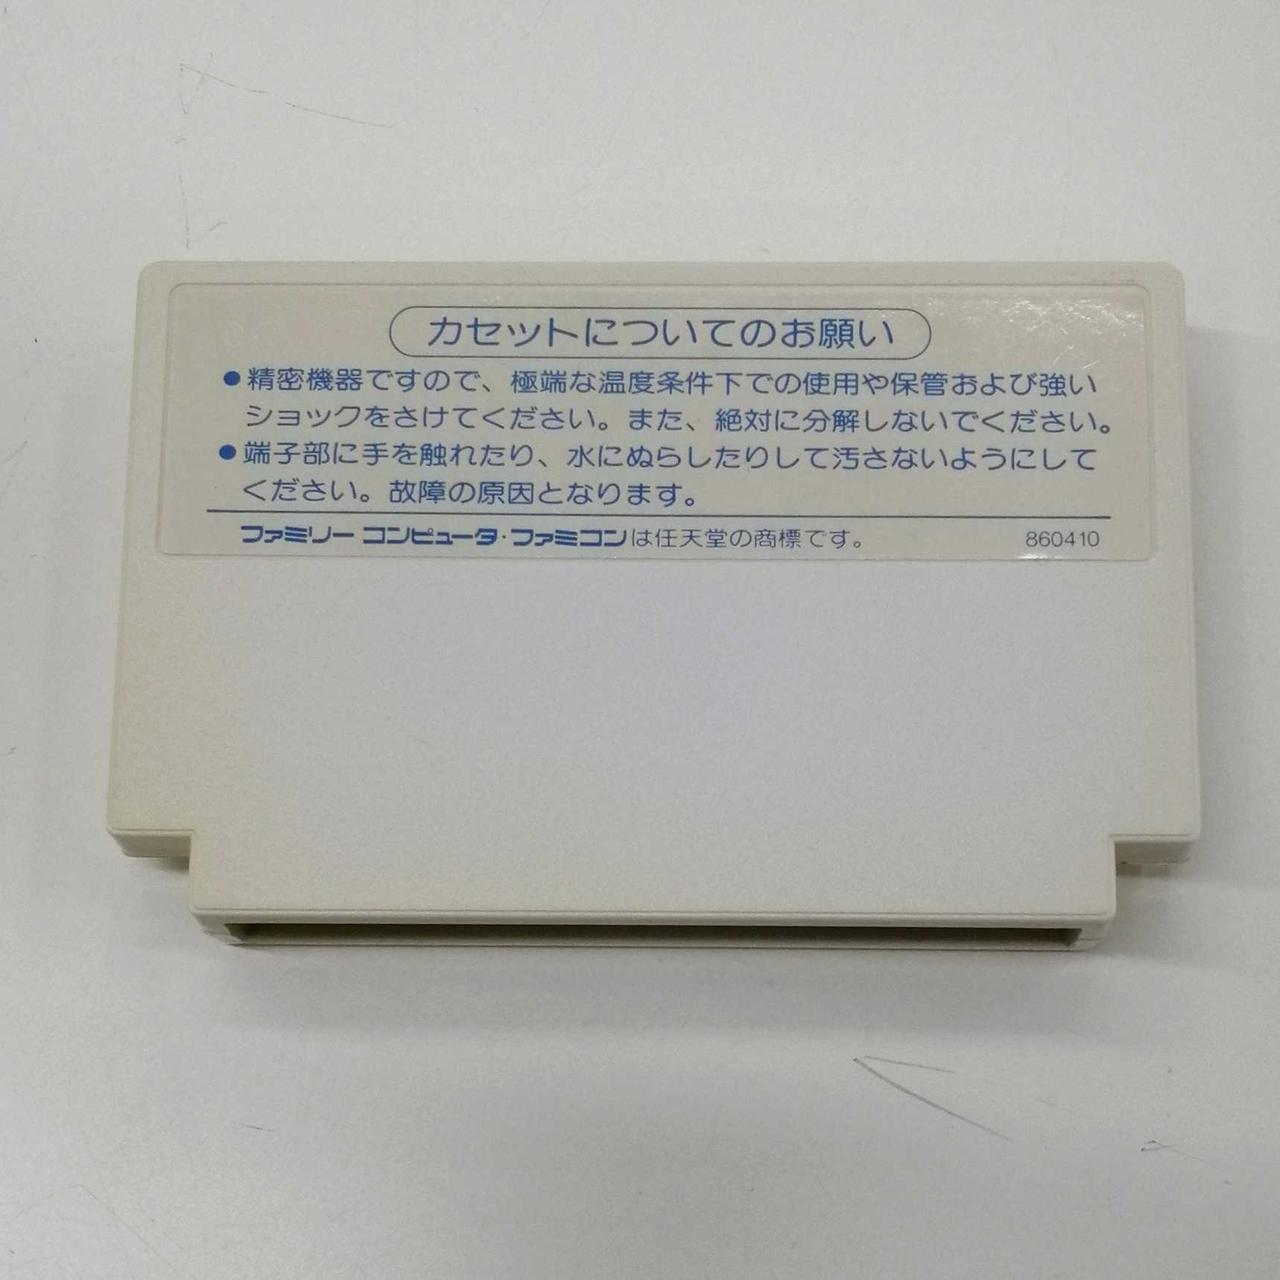 カセットについてのお願い
●精密機器ですので、極端な温度条件下での使用や保管および強い
ショックをさけてください。また、絶対に分解しないでください。
●端子部に手を触れたり、水にぬらしたりして汚さないようにして
ください。故障の原因となります。
ファミリー コンピュータ・ファミコンは任天堂の商標です。 860410